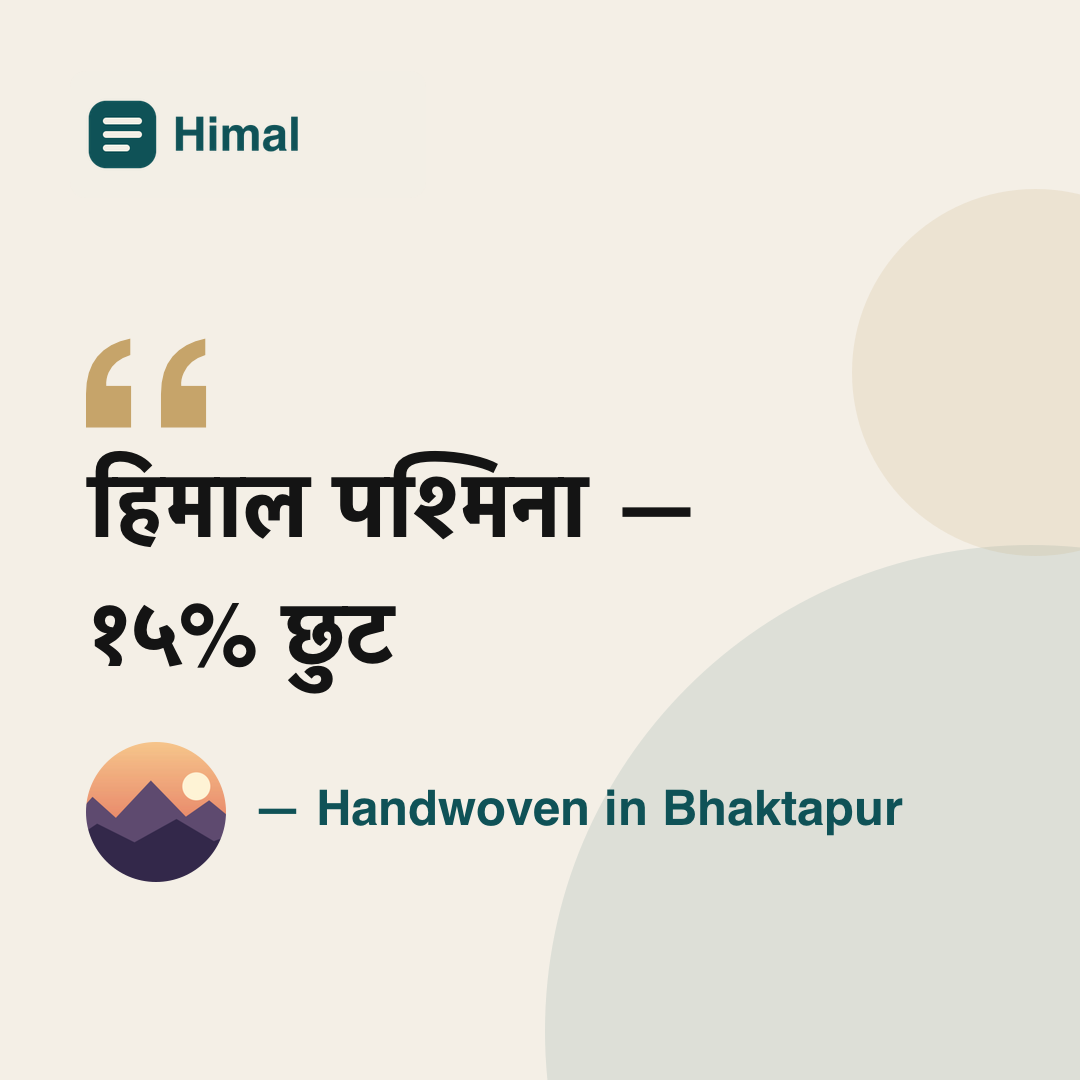 Himal
“
हिमाल पश्मिना —
१५% छुट
— Handwoven in Bhaktapur